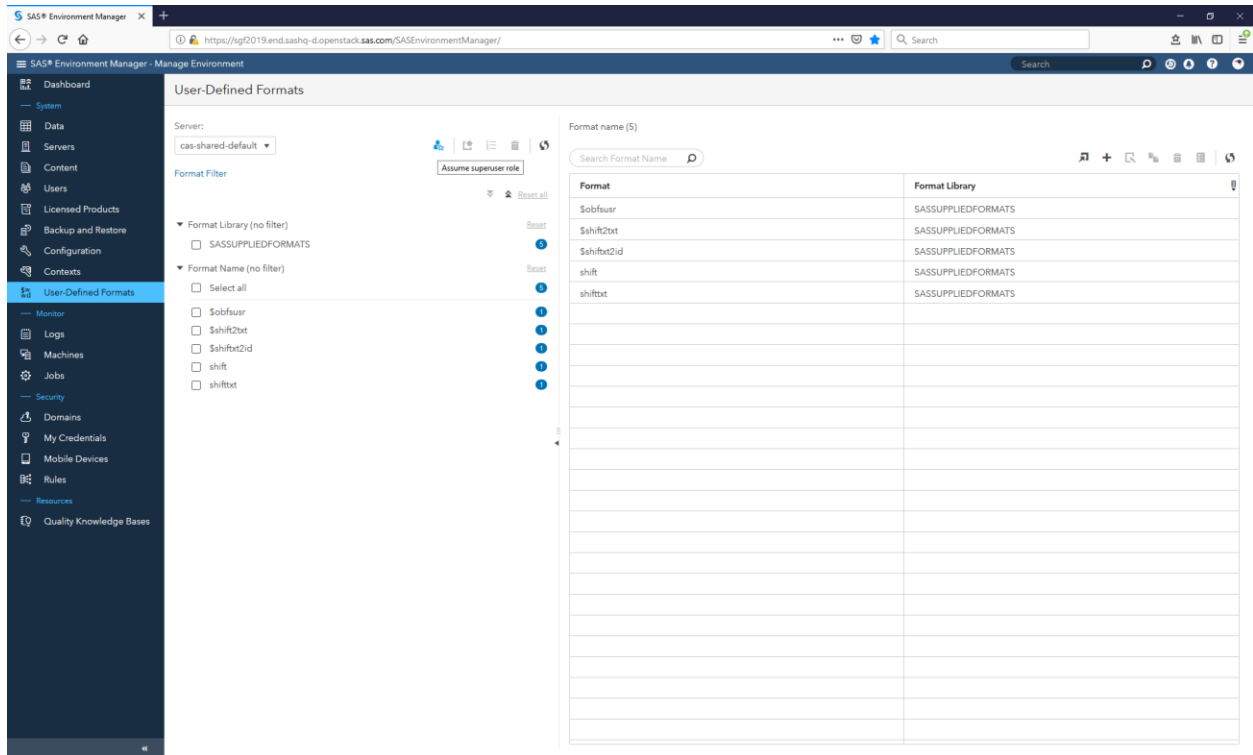 SAS® Environment Manager
https://sgf2019.end.sashq-d.openstack.sas.com/SASEnvironmentManager/
Search
SAS® Environment Manager - Manage Environment
Search
Dashboard
System
Data
Servers
Content
Users
Licensed Products
Backup and Restore
Configuration
Contexts
User-Defined Formats
Monitor
Logs
Machines
Jobs
Security
Domains
My Credentials
Mobile Devices
Rules
Resources
Quality Knowledge Bases
User-Defined Formats
Server:
cas-shared-default
Assume superuser role
Format Filter
Reset all
Format Library (no filter) Reset
SASSUPPLIEDFORMATS 5
Format Name (no filter) Reset
Select all 5
$obfsusr 1
$shift2txt 1
$shiftxt2id 1
shift 1
shifttxt 1
Format name (5)
Search Format Name
Format Format Library
$obfsusr SASSUPPLIEDFORMATS
$shift2txt SASSUPPLIEDFORMATS
$shiftxt2id SASSUPPLIEDFORMATS
shift SASSUPPLIEDFORMATS
shifttxt SASSUPPLIEDFORMATS